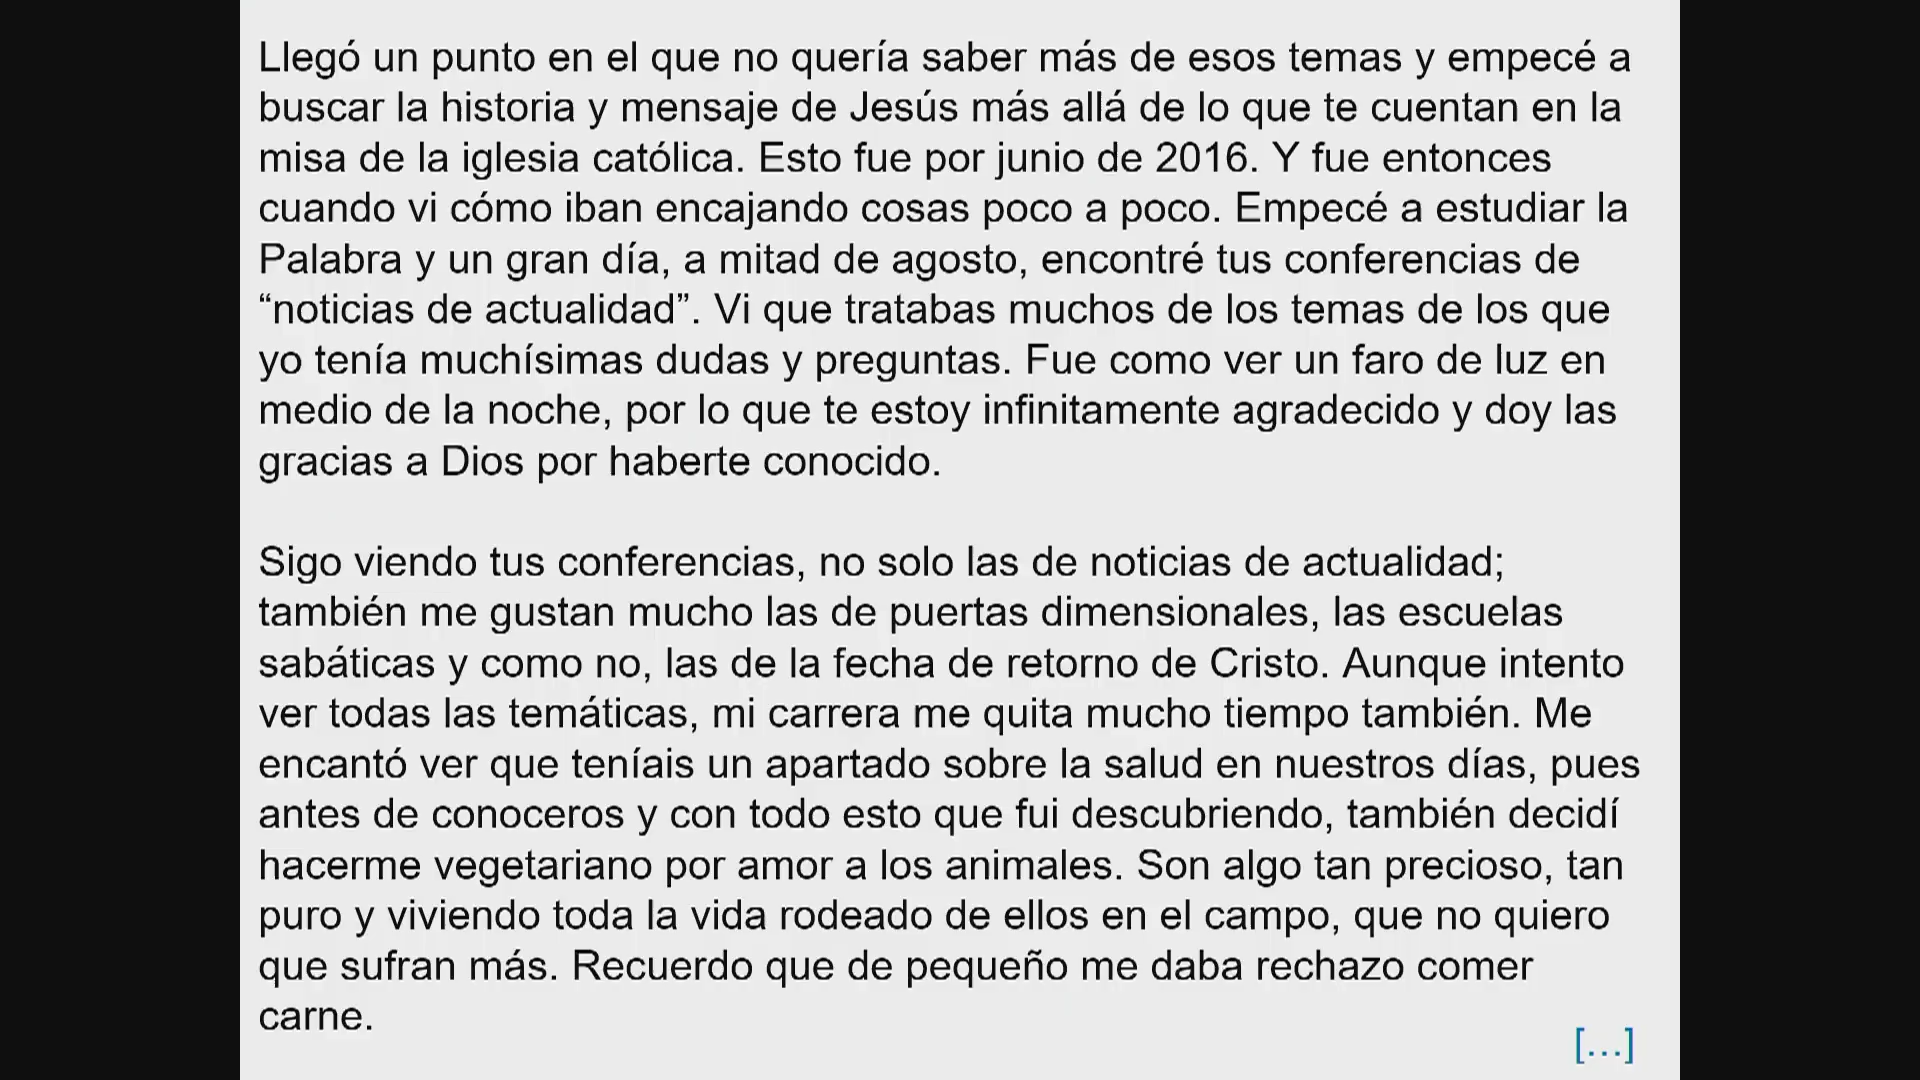 Llegó un punto en el que no quería saber más de esos temas y empecé a
buscar la historia y mensaje de Jesús más allá de lo que te cuentan en la
misa de la iglesia católica. Esto fue por junio de 2016. Y fue entonces
cuando vi cómo iban encajando cosas poco a poco. Empecé a estudiar la
Palabra y un gran día, a mitad de agosto, encontré tus conferencias de
“noticias de actualidad”. Vi que tratabas muchos de los temas de los que
yo tenía muchísimas dudas y preguntas. Fue como ver un faro de luz en
medio de la noche, por lo que te estoy infinitamente agradecido y doy las
gracias a Dios por haberte conocido.
Sigo viendo tus conferencias, no solo las de noticias de actualidad;
también me gustan mucho las de puertas dimensionales, las escuelas
sabáticas y como no, las de la fecha de retorno de Cristo. Aunque intento
ver todas las temáticas, mi carrera me quita mucho tiempo también. Me
encantó ver que teníais un apartado sobre la salud en nuestros días, pues
antes de conoceros y con todo esto que fui descubriendo, también decidí
hacerme vegetariano por amor a los animales. Son algo tan precioso, tan
puro y viviendo toda la vida rodeado de ellos en el campo, que no quiero
que sufran más. Recuerdo que de pequeño me daba rechazo comer
carne.
[…]